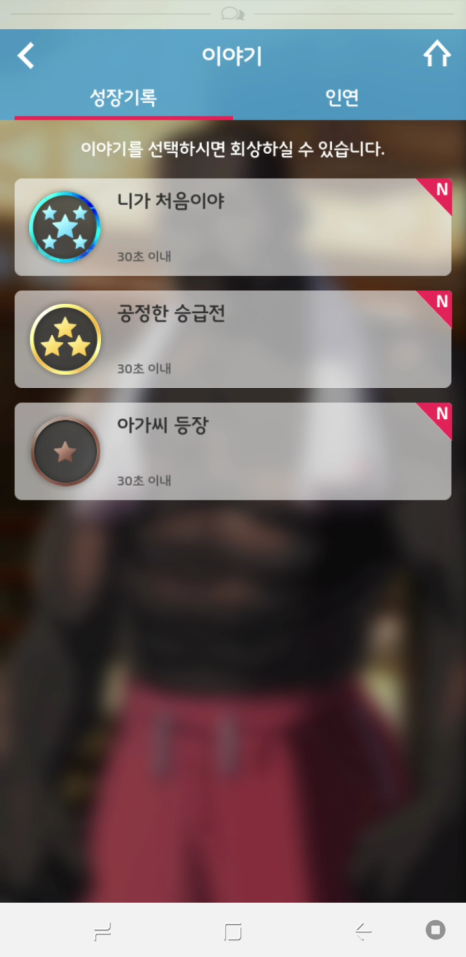 이야기
성장기록
인연
이야기를 선택하시면 회상하실 수 있습니다.
N
니가 처음이야
30초 이내
N
공정한 승급전
30초 이내
N
아가씨 등장
30초 이내